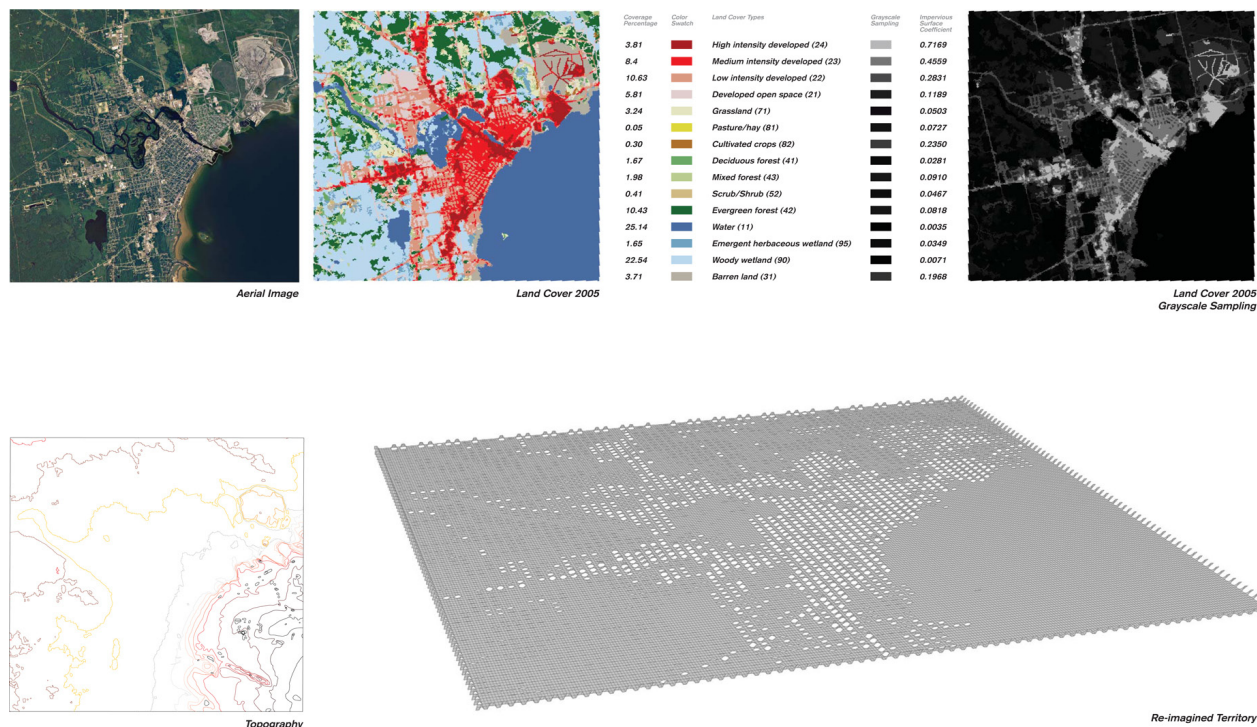 Coverage Percentage Color Swatch Land Cover Types Grayscale Sampling Impervious Surface Coefficient
3.81 High intensity developed (24) 0.7169
8.4 Medium intensity developed (23) 0.4559
10.63 Low intensity developed (22) 0.2831
5.81 Developed open space (21) 0.1189
3.24 Grassland (71) 0.0503
0.05 Pasture/hay (81) 0.0727
0.30 Cultivated crops (82) 0.2350
1.67 Deciduous forest (41) 0.0281
1.98 Mixed forest (43) 0.0910
0.41 Scrub/Shrub (52) 0.0467
10.43 Evergreen forest (42) 0.0818
25.14 Water (11) 0.0035
1.65 Emergent herbaceous wetland (95) 0.0349
22.54 Woody wetland (90) 0.0071
3.71 Barren land (31) 0.1968
Aerial Image
Land Cover 2005
Land Cover 2005
Grayscale Sampling
Topography
Re-imagined Territory